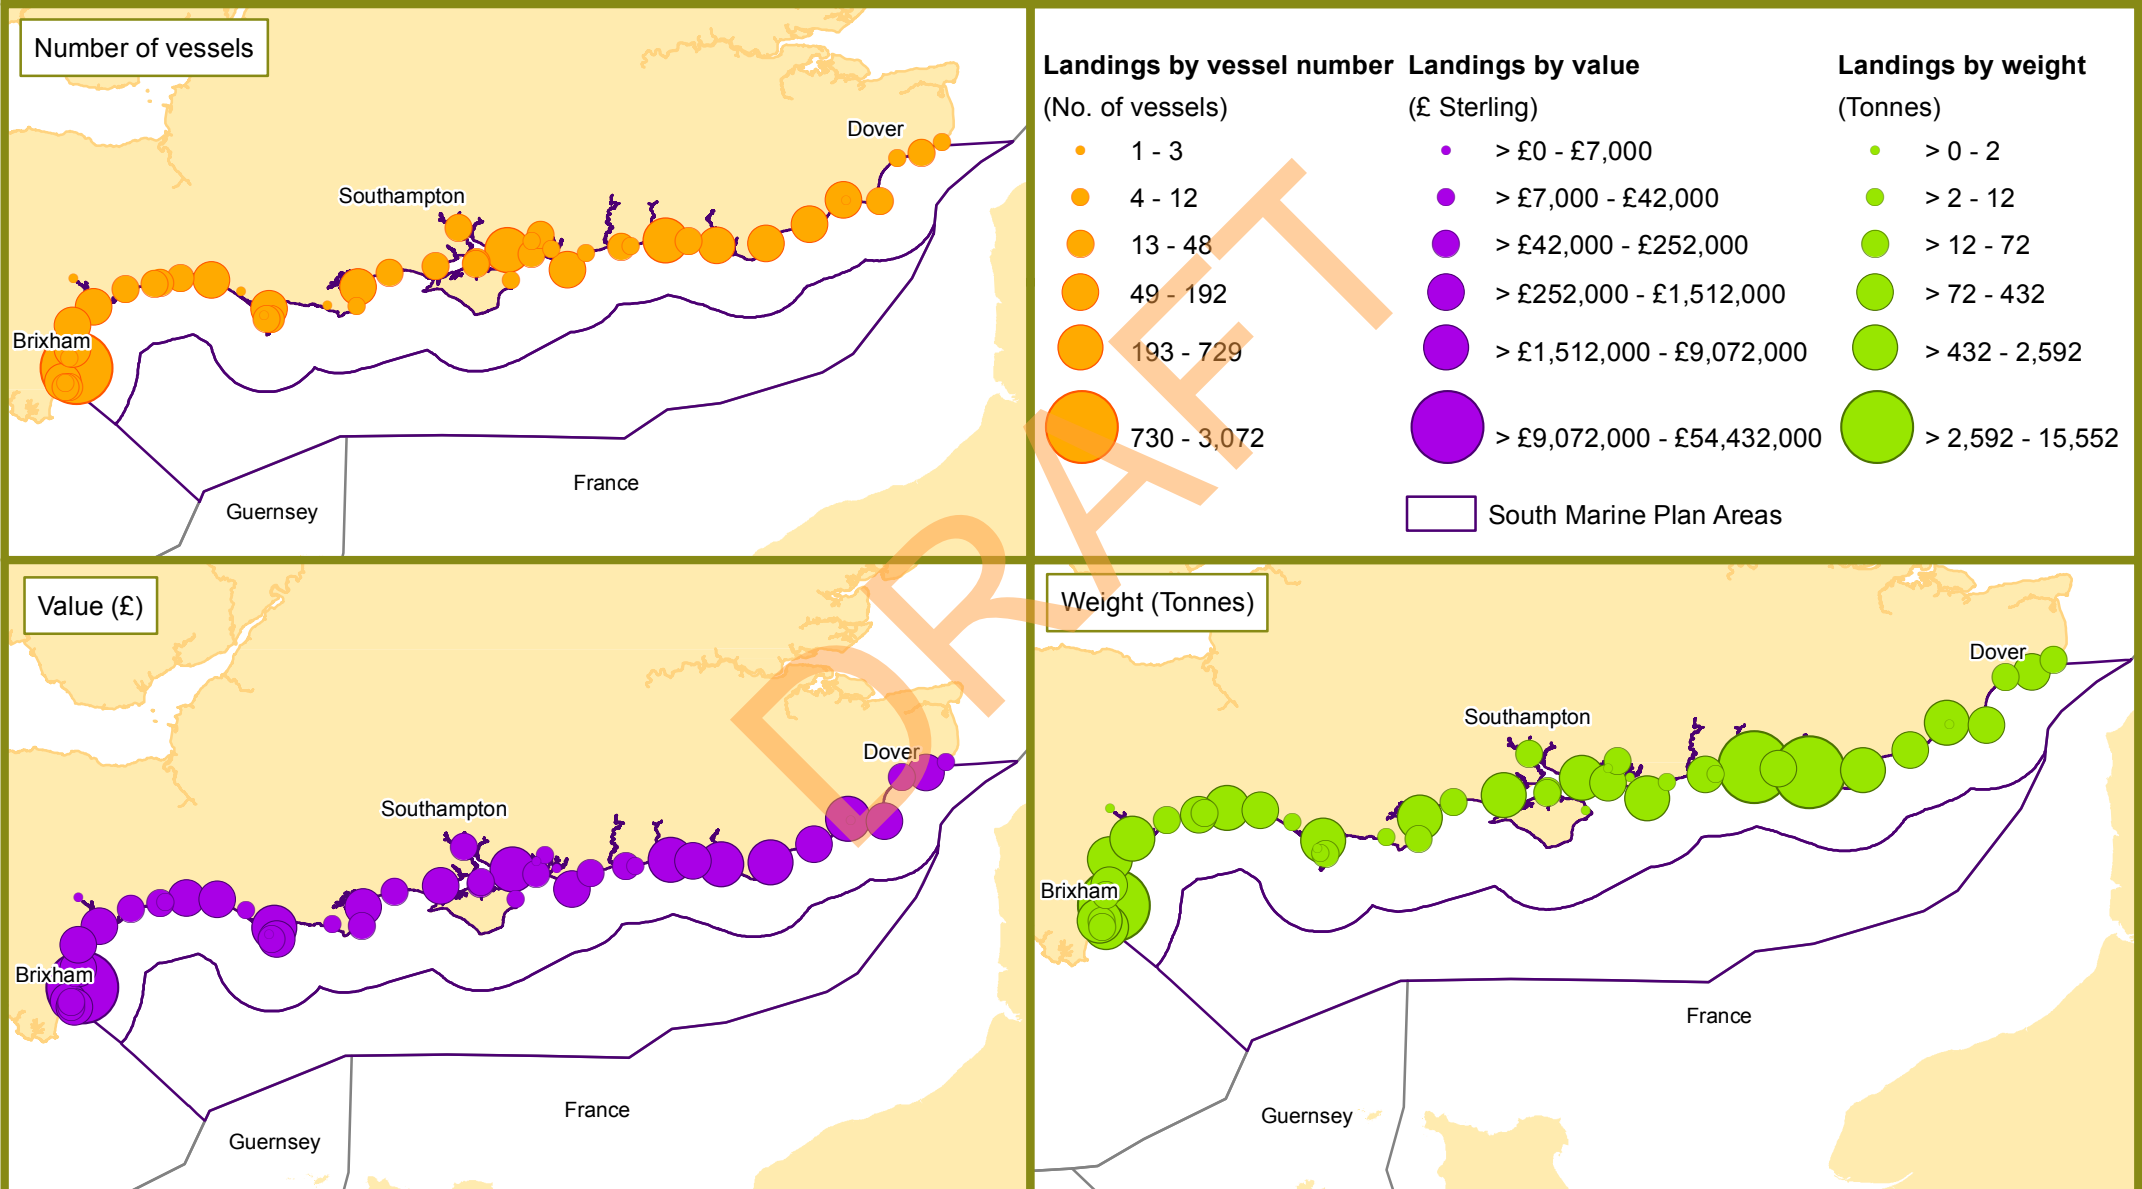 Number of vessels
Dover
Southampton
Brixham
Guernsey
France
Landings by vessel number
(No. of vessels)
1 - 3
4 - 12
13 - 48
49 - 192
193 - 729
730 - 3,072
Landings by value
(£ Sterling)
> £0 - £7,000
> £7,000 - £42,000
> £42,000 - £252,000
> £252,000 - £1,512,000
> £1,512,000 - £9,072,000
> £9,072,000 - £54,432,000
Landings by weight
(Tonnes)
> 0 - 2
> 2 - 12
> 12 - 72
> 72 - 432
> 432 - 2,592
> 2,592 - 15,552
South Marine Plan Areas
DRAFT
Value (£)
Dover
Southampton
Brixham
France
Guernsey
Weight (Tonnes)
Dover
Southampton
Brixham
France
Guernsey